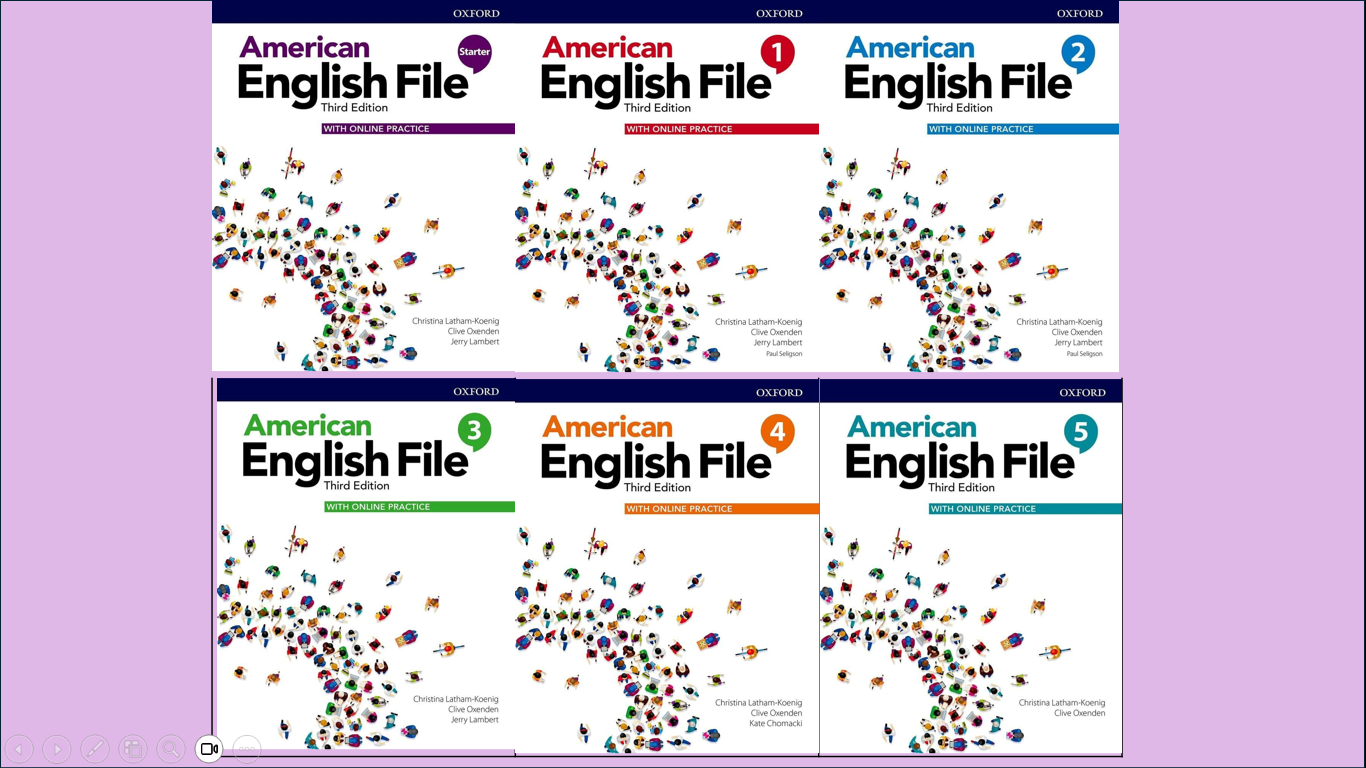 OXFORD
American
Starter
English File
Third Edition
WITH ONLINE PRACTICE
Christina Latham-Koenig
Clive Oxenden
Jerry Lambert
OXFORD
American
1
English File
Third Edition
WITH ONLINE PRACTICE
Christina Latham-Koenig
Clive Oxenden
Jerry Lambert
Paul Seligson
OXFORD
American
2
English File
Third Edition
WITH ONLINE PRACTICE
Christina Latham-Koenig
Clive Oxenden
Jerry Lambert
Paul Seligson
OXFORD
American
3
English File
Third Edition
WITH ONLINE PRACTICE
Christina Latham-Koenig
Clive Oxenden
Jerry Lambert
OXFORD
American
4
English File
Third Edition
WITH ONLINE PRACTICE
Christina Latham-Koenig
Clive Oxenden
Kate Chomacki
OXFORD
American
5
English File
Third Edition
WITH ONLINE PRACTICE
Christina Latham-Koenig
Clive Oxenden